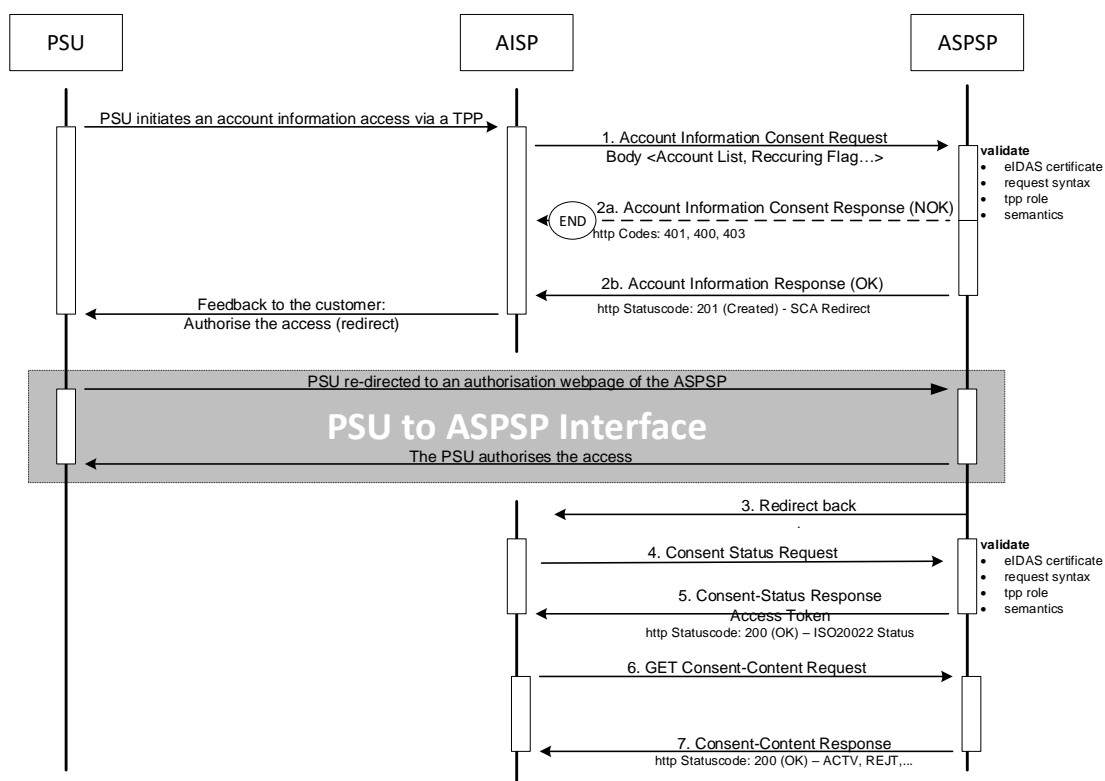 PSU
AISP
ASPSP
PSU initiates an account information access via a TPP
1. Account Information Consent Request
Body <Account List, Reccuring Flag…>
validate
• eIDAS certificate
• request syntax
• tpp role
• semantics
2a. Account Information Consent Response (NOK)
END
http Codes: 401, 400, 403
2b. Account Information Response (OK)
http Statuscode: 201 (Created) - SCA Redirect
Feedback to the customer:
Authorise the access (redirect)
PSU re-directed to an authorisation webpage of the ASPSP
PSU to ASPSP Interface
The PSU authorises the access
3. Redirect back
.
4. Consent Status Request
validate
• eIDAS certificate
• request syntax
• tpp role
• semantics
5. Consent-Status Response
Access Token
http Statuscode: 200 (OK) – ISO20022 Status
6. GET Consent-Content Request
7. Consent-Content Response
http Statuscode: 200 (OK) – ACTV, REJT,...